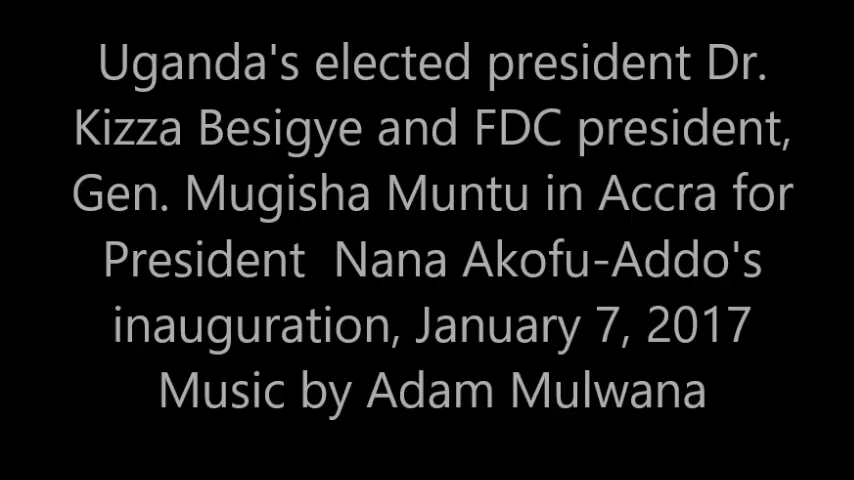 Uganda's elected president Dr.
Kizza Besigye and FDC president,
Gen. Mugisha Muntu in Accra for
President  Nana Akofu-Addo's
inauguration, January 7, 2017
Music by Adam Mulwana